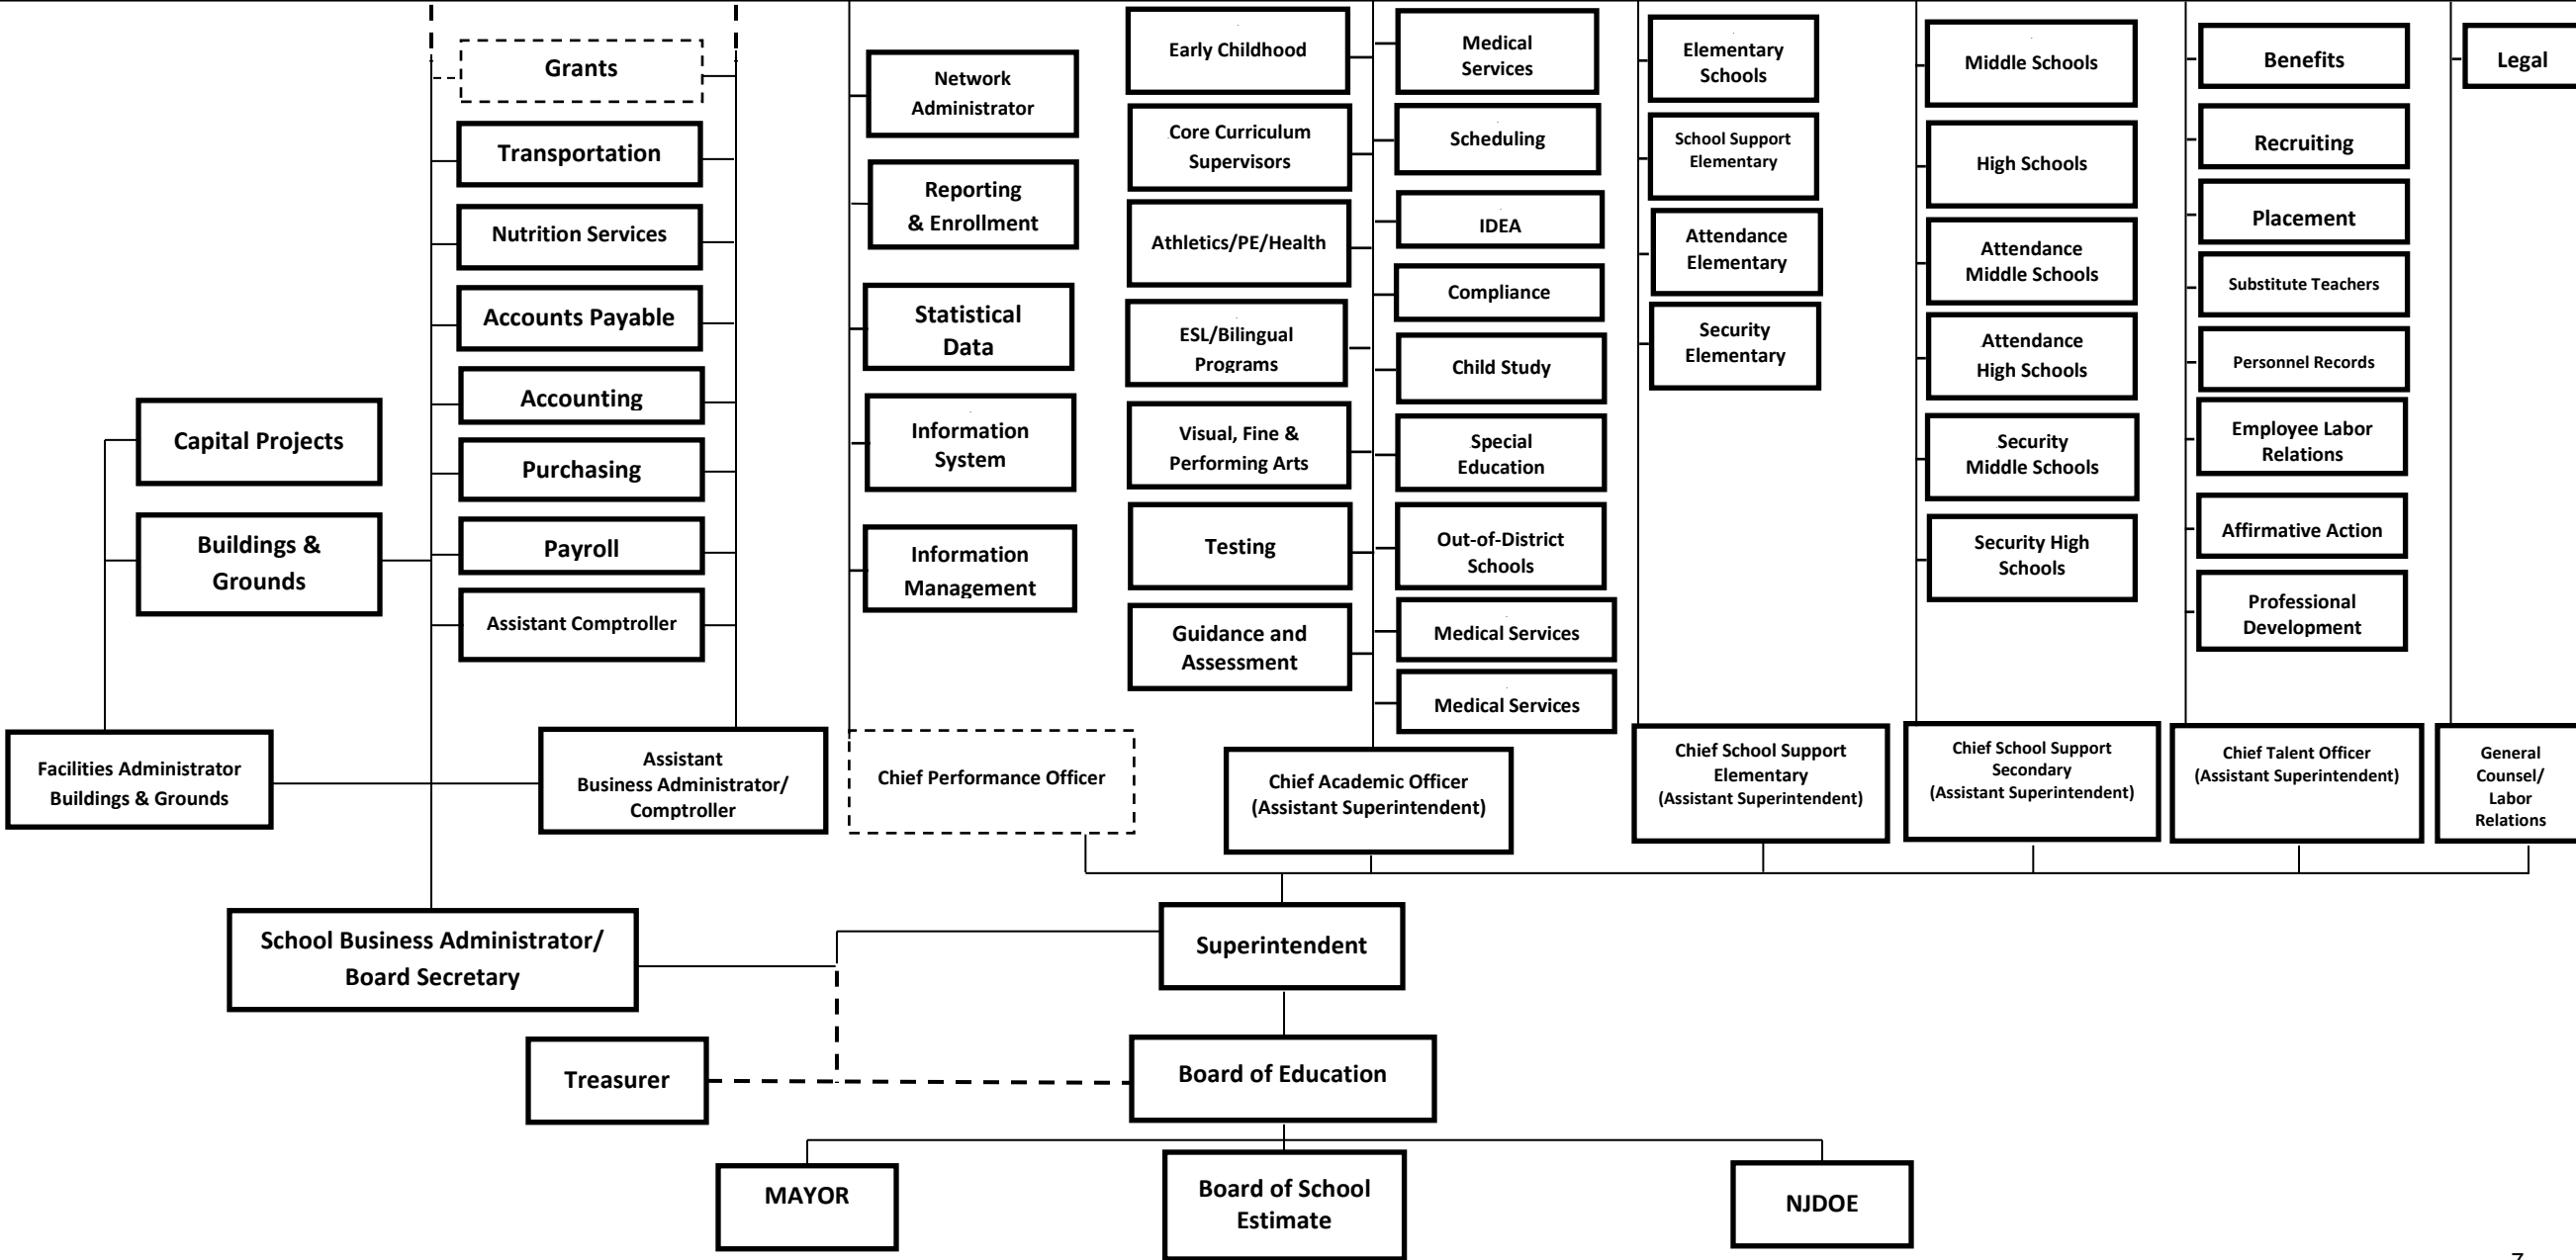 Grants
Transportation
Nutrition Services
Accounts Payable
Accounting
Purchasing
Payroll
Assistant Comptroller
Capital Projects
Buildings &
Grounds
Network
Administrator
Reporting
& Enrollment
Statistical
Data
Information
System
Information
Management
Early Childhood
Core Curriculum
Supervisors
Athletics/PE/Health
ESL/Bilingual
Programs
Visual, Fine &
Performing Arts
Testing
Guidance and
Assessment
Medical
Services
Scheduling
IDEA
Compliance
Child Study
Special
Education
Out-of-District
Schools
Medical Services
Medical Services
Elementary
Schools
School Support
Elementary
Attendance
Elementary
Security
Elementary
Middle Schools
High Schools
Attendance
Middle Schools
Attendance
High Schools
Security
Middle Schools
Security High
Schools
Benefits
Recruiting
Placement
Substitute Teachers
Personnel Records
Employee Labor
Relations
Affirmative Action
Professional
Development
Legal
Facilities Administrator
Buildings & Grounds
Assistant
Business Administrator/
Comptroller
Chief Performance Officer
Chief Academic Officer
(Assistant Superintendent)
Chief School Support
Elementary
(Assistant Superintendent)
Chief School Support
Secondary
(Assistant Superintendent)
Chief Talent Officer
(Assistant Superintendent)
General
Counsel/
Labor
Relations
School Business Administrator/
Board Secretary
Superintendent
Treasurer
Board of Education
MAYOR
Board of School
Estimate
NJDOE